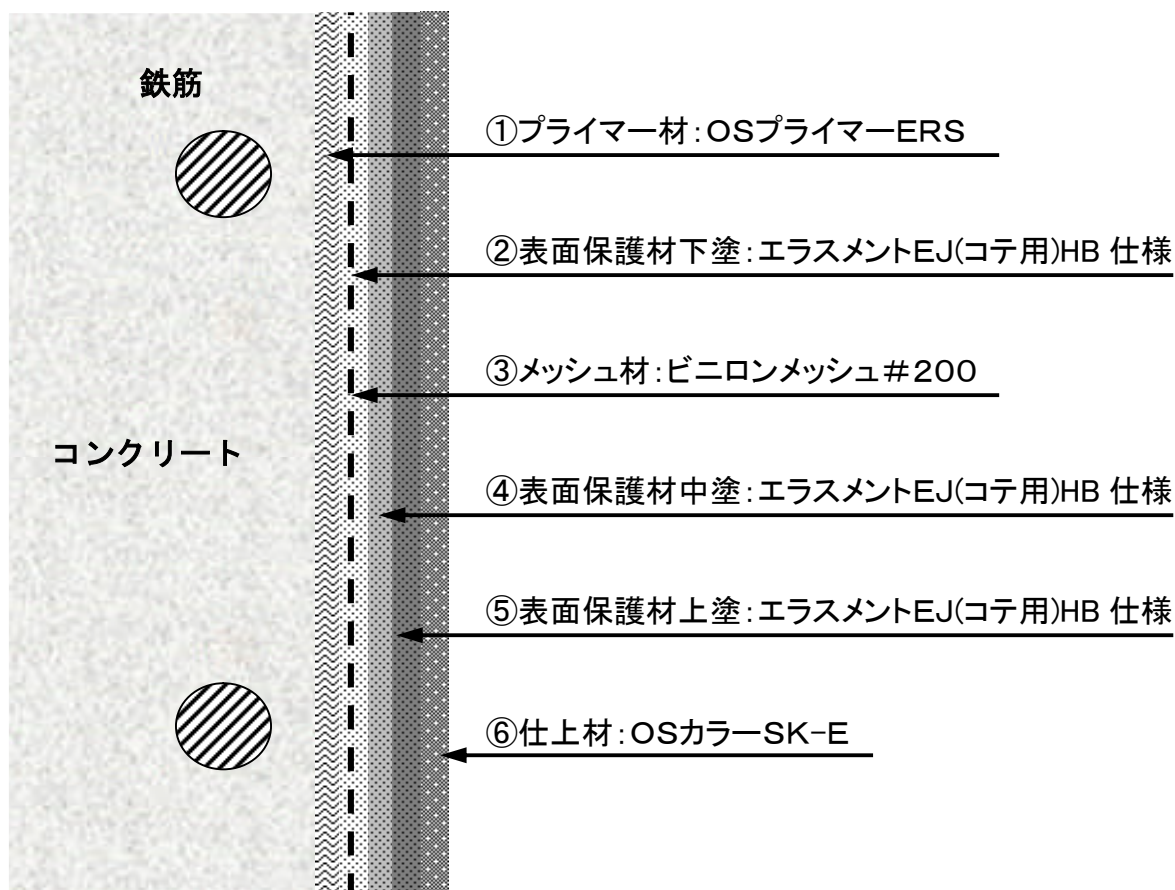 鉄筋
①プライマー材:OSプライマーERS
②表面保護材下塗:エラスメントEJ(コテ用)HB 仕様
③メッシュ材:ビニロンメッシュ#200
コンクリート
④表面保護材中塗:エラスメントEJ(コテ用)HB 仕様
⑤表面保護材上塗:エラスメントEJ(コテ用)HB 仕様
⑥仕上材:OSカラーSK-E